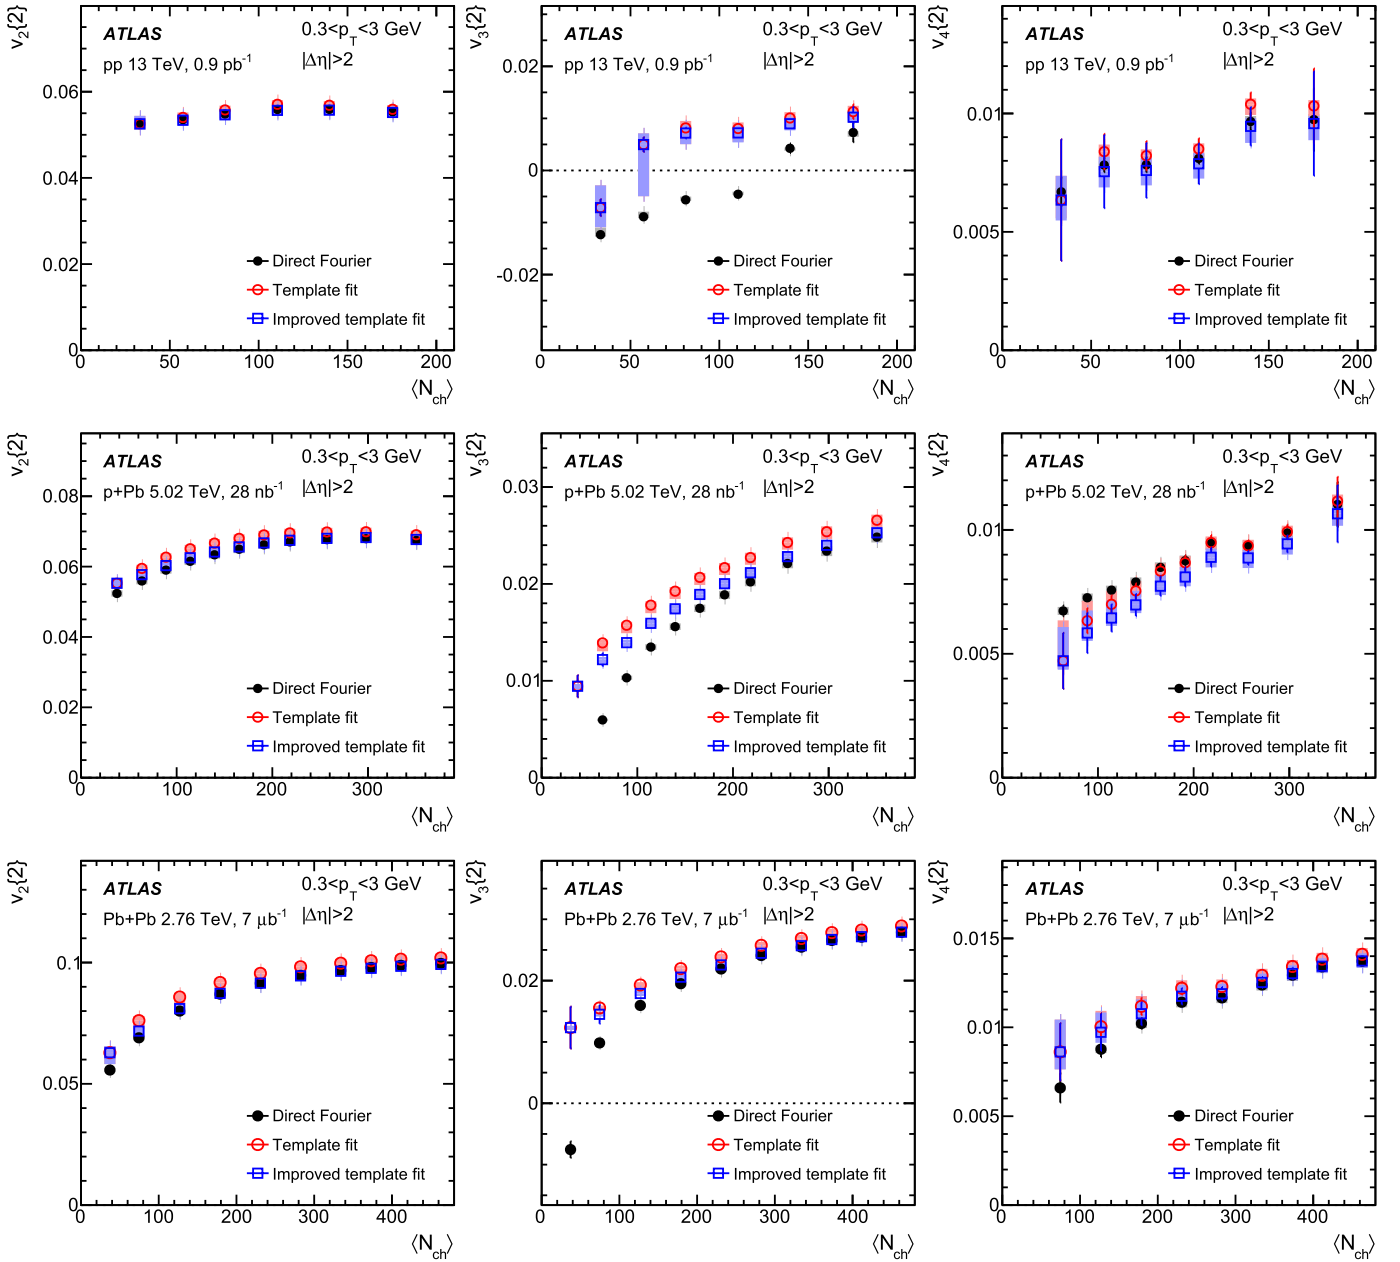 v2{2}
ATLAS
0.3<pT<3 GeV
pp 13 TeV, 0.9 pb-1
|Δη|>2
0.06
0.04
0.02
0
Direct Fourier
Template fit
Improved template fit
0 50 100 150 200
⟨Nch⟩
v3{2}
ATLAS
0.3<pT<3 GeV
pp 13 TeV, 0.9 pb-1
|Δη|>2
0.02
0
-0.02
Direct Fourier
Template fit
Improved template fit
0 50 100 150 200
⟨Nch⟩
v4{2}
ATLAS
0.3<pT<3 GeV
pp 13 TeV, 0.9 pb-1
|Δη|>2
0.01
0.005
0
Direct Fourier
Template fit
Improved template fit
0 50 100 150 200
⟨Nch⟩
v2{2}
ATLAS
0.3<pT<3 GeV
p+Pb 5.02 TeV, 28 nb-1
|Δη|>2
0.08
0.06
0.04
0.02
0
Direct Fourier
Template fit
Improved template fit
0 100 200 300
⟨Nch⟩
v3{2}
ATLAS
0.3<pT<3 GeV
p+Pb 5.02 TeV, 28 nb-1
|Δη|>2
0.03
0.02
0.01
0
Direct Fourier
Template fit
Improved template fit
0 100 200 300
⟨Nch⟩
v4{2}
ATLAS
0.3<pT<3 GeV
p+Pb 5.02 TeV, 28 nb-1
|Δη|>2
0.01
0.005
0
Direct Fourier
Template fit
Improved template fit
0 100 200 300
⟨Nch⟩
v2{2}
ATLAS
0.3<pT<3 GeV
Pb+Pb 2.76 TeV, 7 μb-1
|Δη|>2
0.1
0.05
0
Direct Fourier
Template fit
Improved template fit
0 100 200 300 400
⟨Nch⟩
v3{2}
ATLAS
0.3<pT<3 GeV
Pb+Pb 2.76 TeV, 7 μb-1
|Δη|>2
0.02
0
Direct Fourier
Template fit
Improved template fit
0 100 200 300 400
⟨Nch⟩
v4{2}
ATLAS
0.3<pT<3 GeV
Pb+Pb 2.76 TeV, 7 μb-1
|Δη|>2
0.015
0.01
0.005
0
Direct Fourier
Template fit
Improved template fit
0 100 200 300 400
⟨Nch⟩